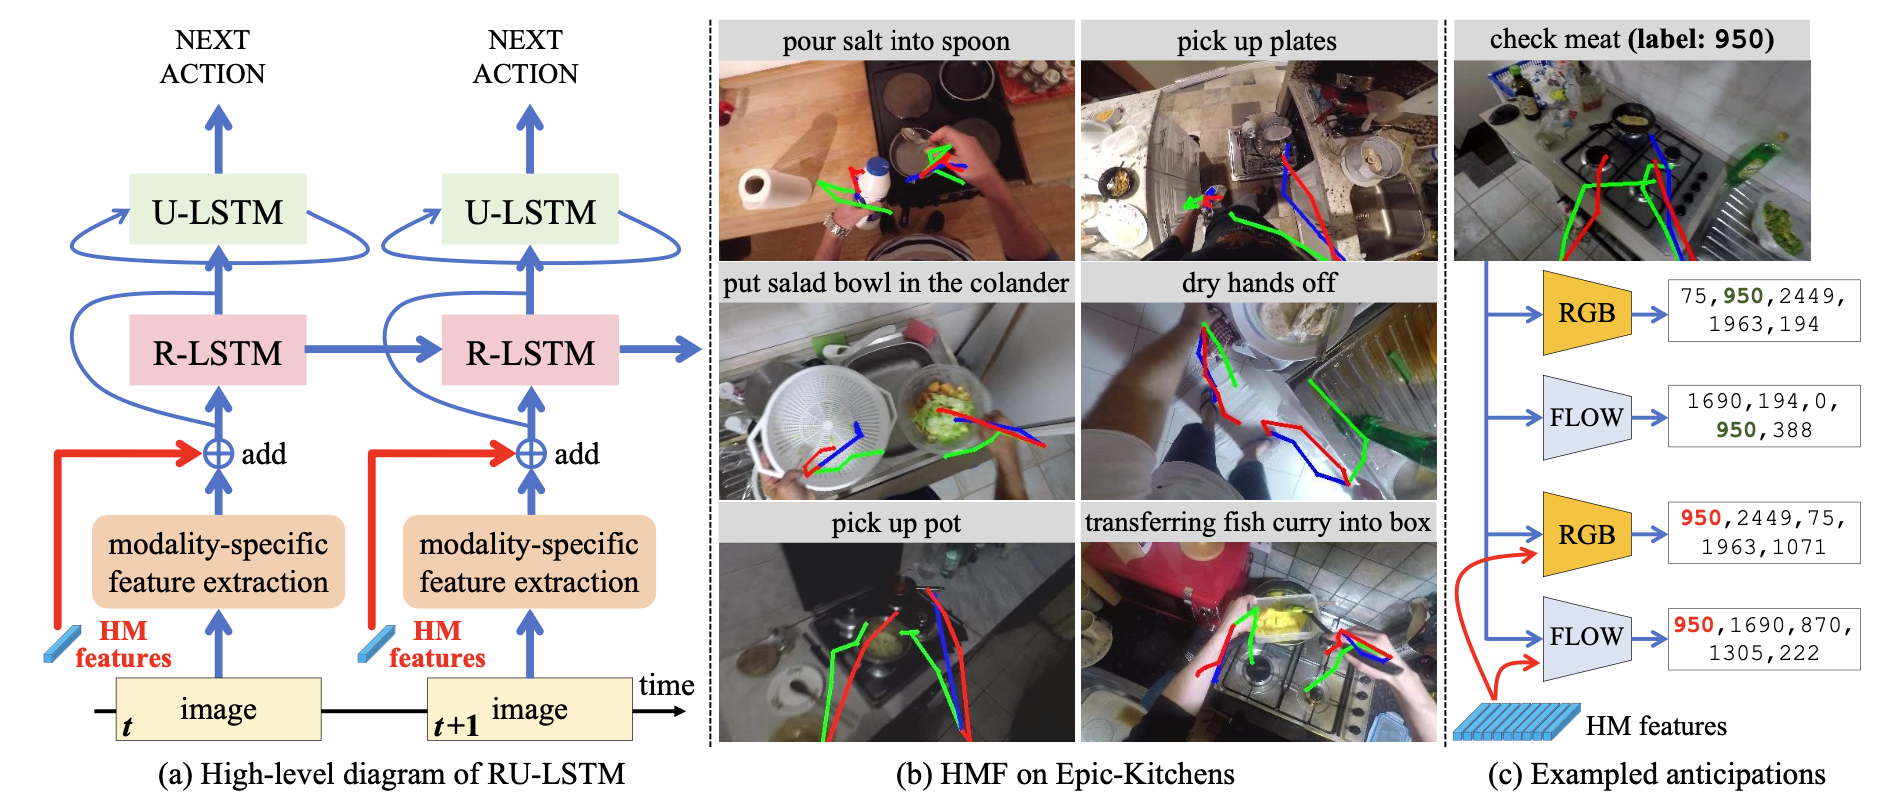 NEXT
ACTION
NEXT
ACTION
U-LSTM
U-LSTM
R-LSTM
R-LSTM
add
add
modality-specific
feature extraction
modality-specific
feature extraction
HM
features
HM
features
time
t
image
t+1
image
(a) High-level diagram of RU-LSTM
pour salt into spoon
pick up plates
put salad bowl in the colander
dry hands off
pick up pot
transferring fish curry into box
(b) HMF on Epic-Kitchens
check meat (label: 950)
RGB
75,950,2449,
1963,194
FLOW
1690,194,0,
950,388
RGB
950,2449,75,
1963,1071
FLOW
950,1690,870,
1305,222
HM features
(c) Exampled anticipations